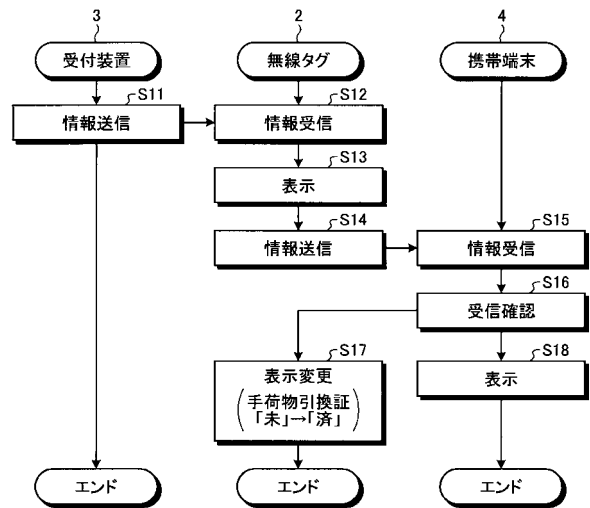 3
2
4
受付装置
無線タグ
携帯端末
S11
S12
情報送信
情報受信
S13
表示
S14
S15
情報送信
情報受信
S16
受信確認
S17
S18
表示変更
表示
手荷物引換証
「未」→「済」
エンド
エンド
エンド